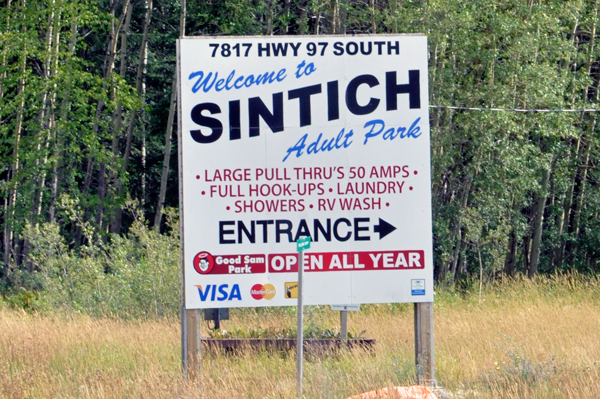 7817 HWY 97 SOUTH
Welcome to
SINTICH
Adult Park
• LARGE PULL THRU'S 50 AMPS •
• FULL HOOK-UPS • LAUNDRY •
• SHOWERS • RV WASH •
ENTRANCE
Good Sam Park OPEN ALL YEAR
VISA MasterCard